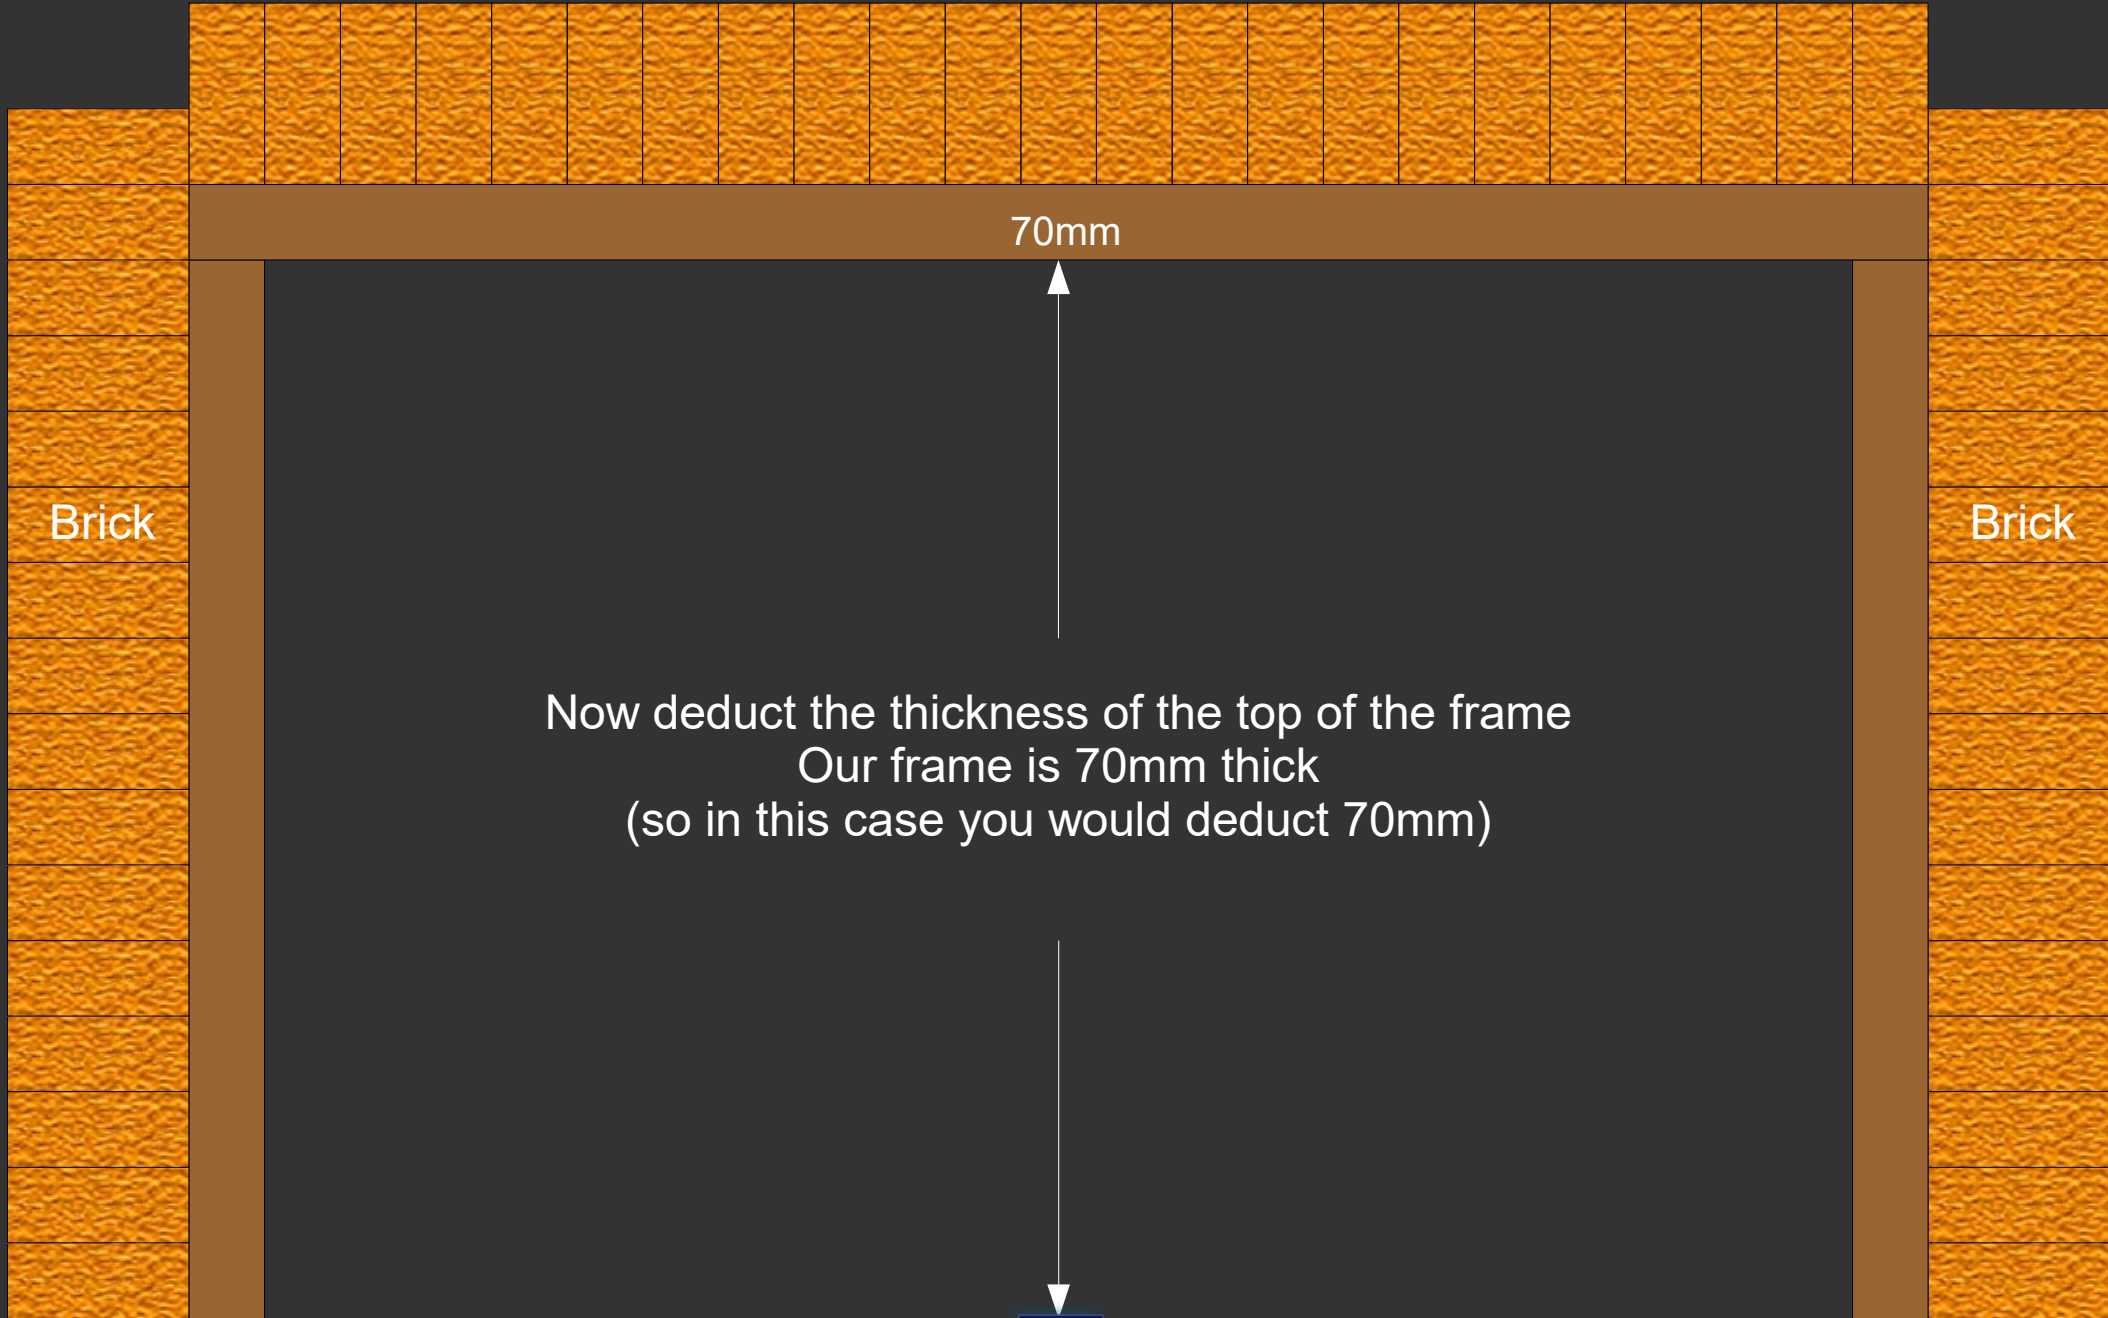 70mm
Brick
Brick
Now deduct the thickness of the top of the frame
Our frame is 70mm thick
(so in this case you would deduct 70mm)